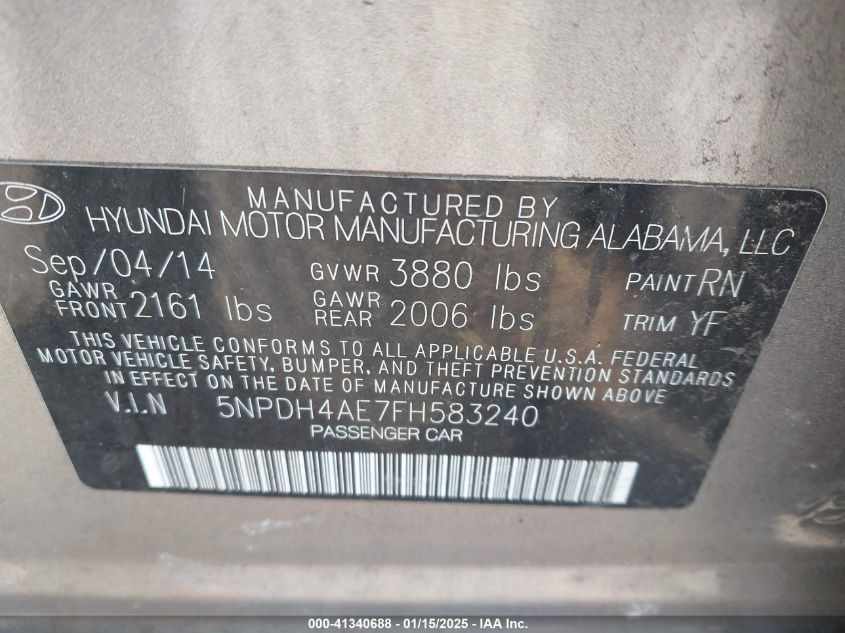 MANUFACTURED BY
HYUNDAI MOTOR MANUFACTURING ALABAMA, LLC
Sep/04/14 GVWR 3880 lbs PAINT RN
GAWR FRONT 2161 lbs GAWR REAR 2006 lbs TRIM YF
THIS VEHICLE CONFORMS TO ALL APPLICABLE U.S.A. FEDERAL
MOTOR VEHICLE SAFETY, BUMPER, AND THEFT PREVENTION STANDARDS
IN EFFECT ON THE DATE OF MANUFACTURE SHOWN ABOVE
V.I.N 5NPDH4AE7FH583240
PASSENGER CAR
000-41340688 - 01/15/2025 - IAA Inc.